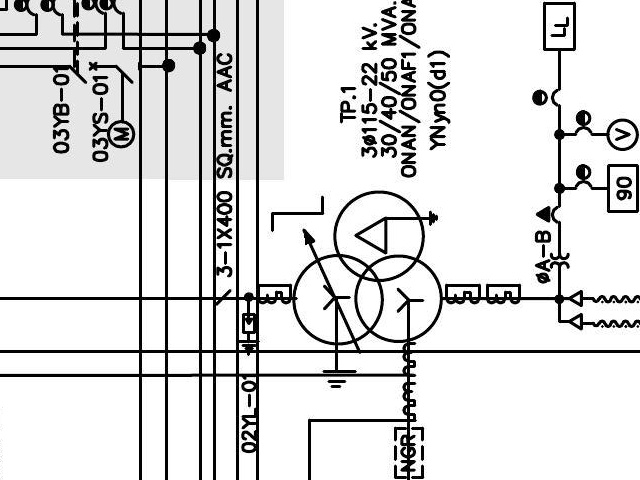 03YB-01
03YS-01
M
3-1X400 SQ.mm. AAC
02YL-01
TP.1
3ø115-22 kV.
30/40/50 MVA.
ONAN/ONAF1/ONA
YNyn0(d1)
NGR
øA-B
LL
V
90